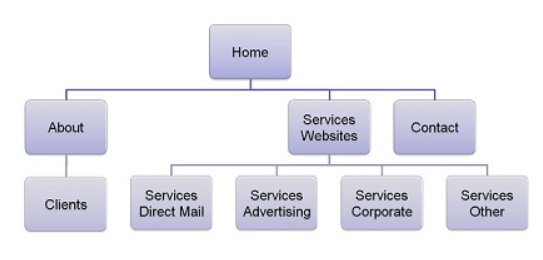 Home
About
Services
Websites
Contact
Clients
Services
Direct Mail
Services
Advertising
Services
Corporate
Services
Other